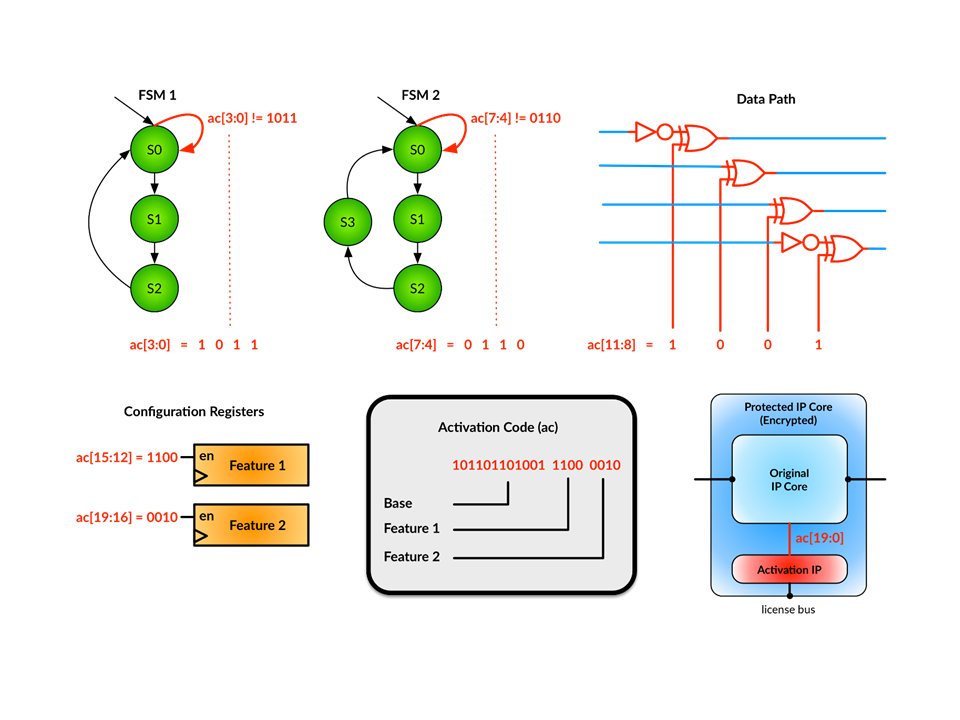 FSM 1
ac[3:0] != 1011
S0
S1
S2
ac[3:0] = 1 0 1 1
FSM 2
ac[7:4] != 0110
S0
S1
S3
S2
ac[7:4] = 0 1 1 0
Data Path
ac[11:8] = 1 0 0 1
Configuration Registers
ac[15:12] = 1100
en
Feature 1
ac[19:16] = 0010
en
Feature 2
Activation Code (ac)
101101101001 1100 0010
Base
Feature 1
Feature 2
Protected IP Core
(Encrypted)
Original
IP Core
ac[19:0]
Activation IP
license bus